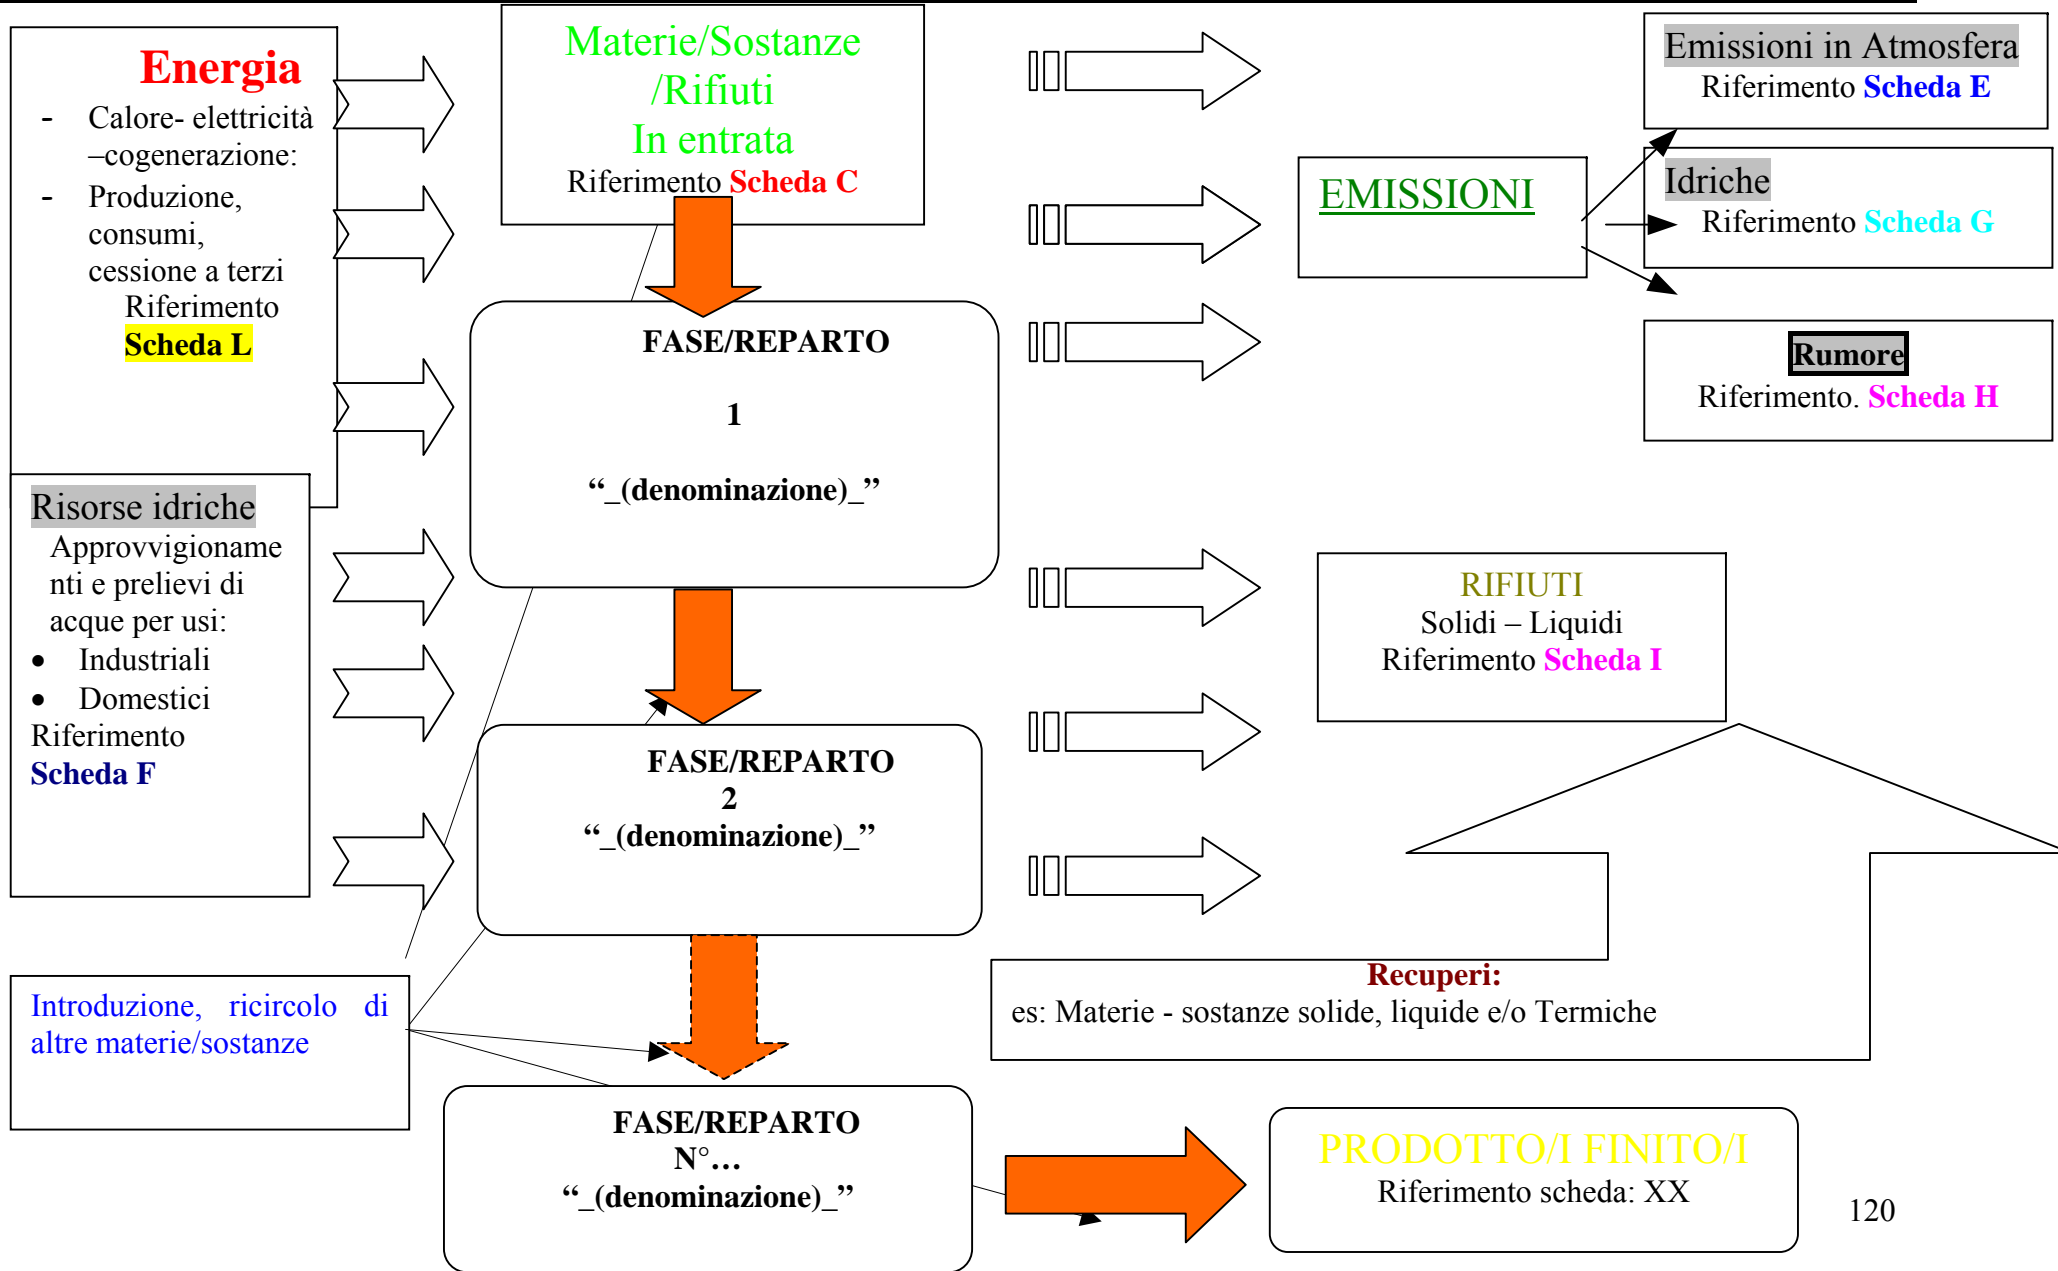 Energia
- Calore- elettricità
–cogenerazione:
- Produzione,
consumi,
cessione a terzi
Riferimento
Scheda L
Risorse idriche
Approvvigioname
nti e prelievi di
acque per usi:
• Industriali
• Domestici
Riferimento
Scheda F
Introduzione, ricircolo di
altre materie/sostanze
Materie/Sostanze
/Rifiuti
In entrata
Riferimento Scheda C
FASE/REPARTO
1
“_(denominazione)_”
FASE/REPARTO
2
“_(denominazione)_”
FASE/REPARTO
N°…
“_(denominazione)_”
EMISSIONI
Emissioni in Atmosfera
Riferimento Scheda E
Idriche
Riferimento Scheda G
Rumore
Riferimento. Scheda H
RIFIUTI
Solidi – Liquidi
Riferimento Scheda I
Recuperi:
es: Materie - sostanze solide, liquide e/o Termiche
PRODOTTO/I FINITO/I
Riferimento scheda: XX
120